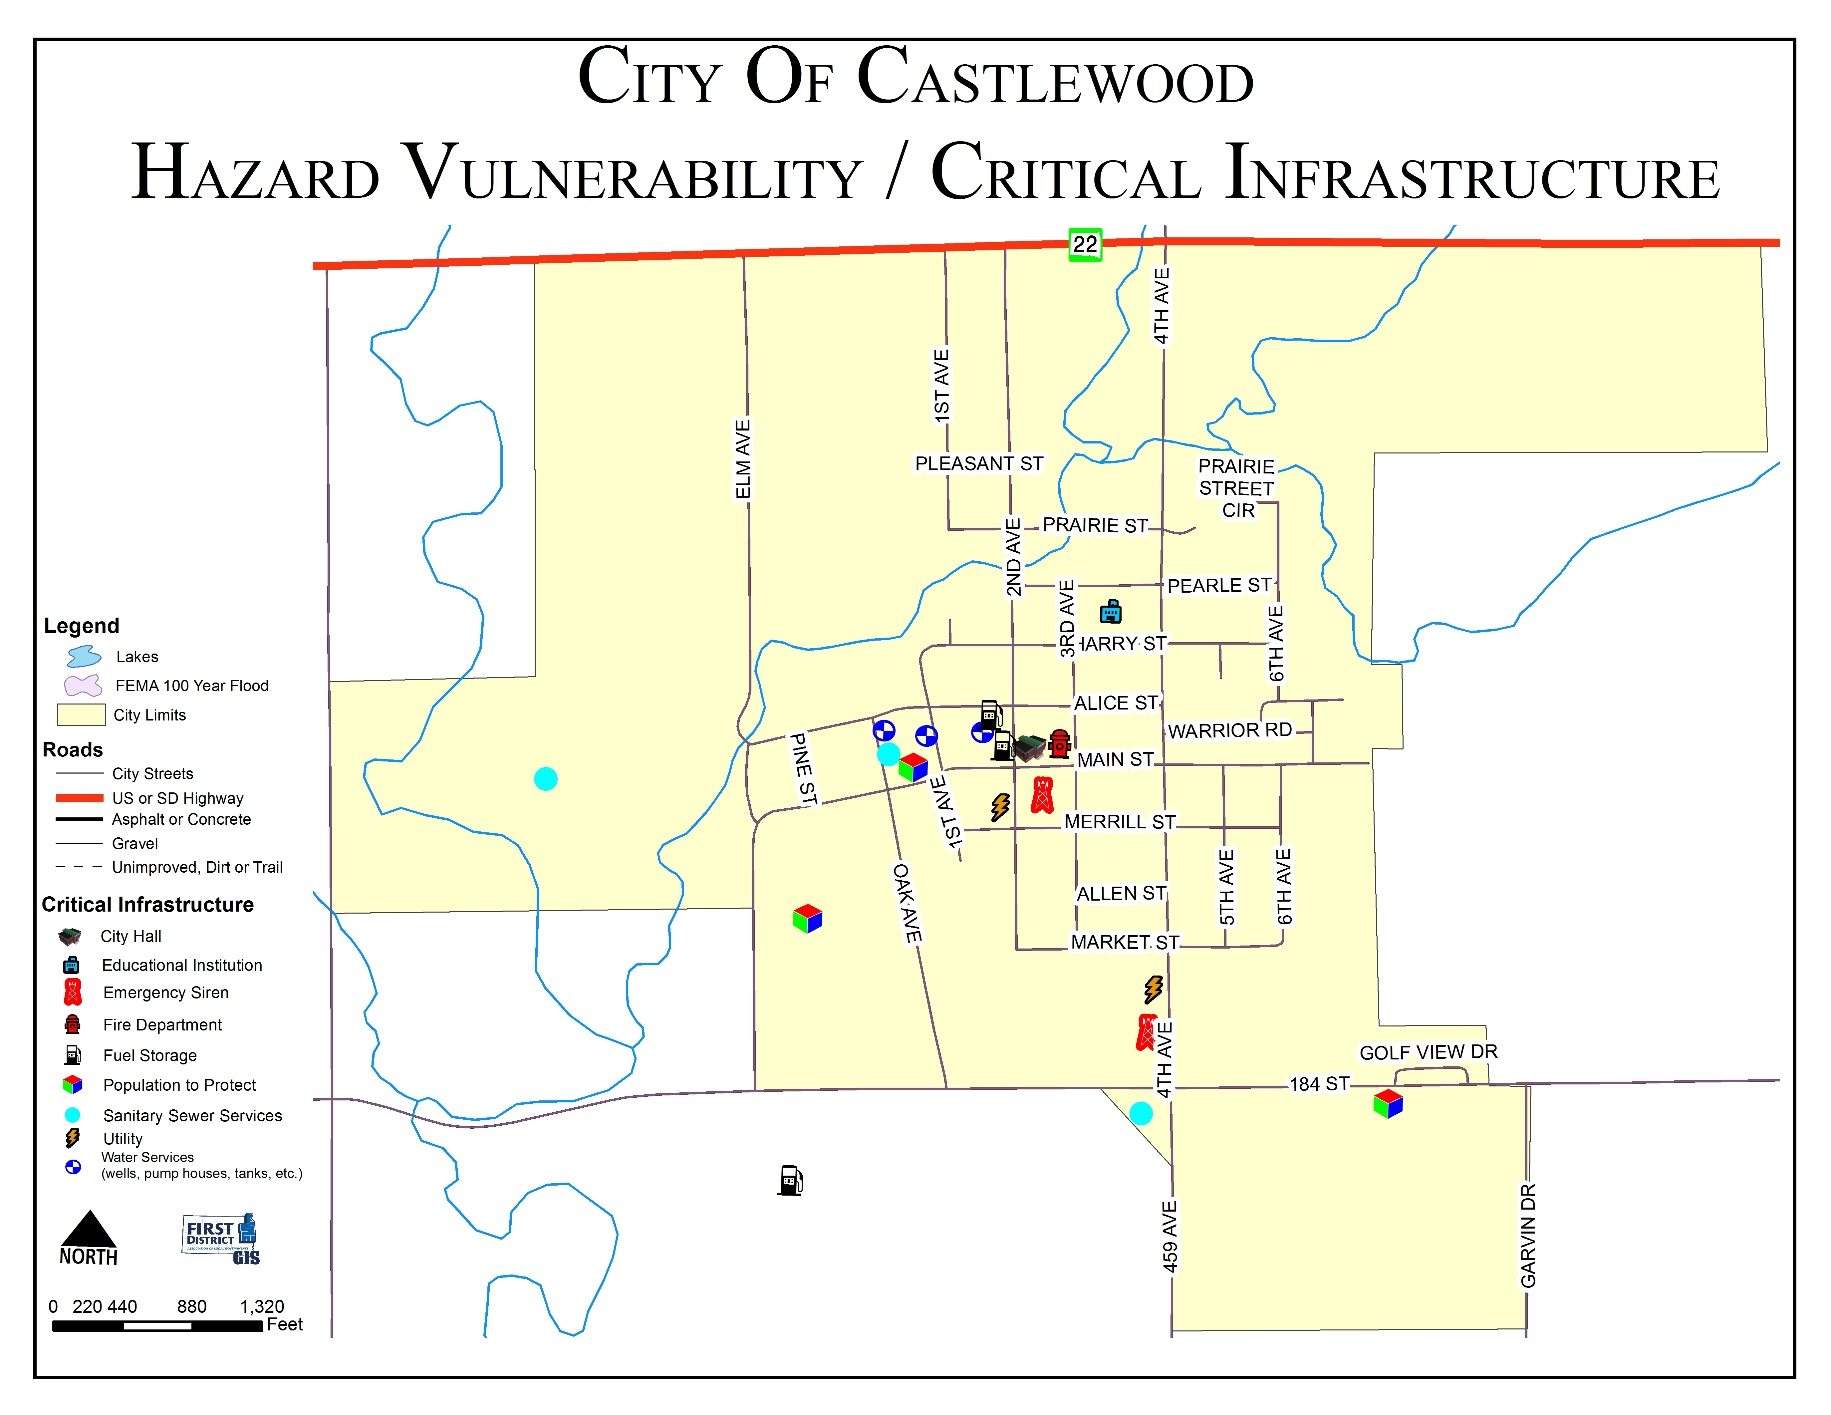 CITY OF CASTLEWOOD
HAZARD VULNERABILITY / CRITICAL INFRASTRUCTURE
22
4TH AVE
1ST AVE
ELM AVE
PLEASANT ST
PRAIRIE
STREET
CIR
PRAIRIE ST
2ND AVE
PEARLE ST
3RD AVE
HARRY ST
6TH AVE
ALICE ST
WARRIOR RD
PINE ST
MAIN ST
1ST AVE
MERRILL ST
OAK AVE
ALLEN ST
5TH AVE
6TH AVE
MARKET ST
4TH AVE
GOLF VIEW DR
184 ST
459 AVE
GARVIN DR
Legend
Lakes
FEMA 100 Year Flood
City Limits
Roads
City Streets
US or SD Highway
Asphalt or Concrete
Gravel
Unimproved, Dirt or Trail
Critical Infrastructure
City Hall
Educational Institution
Emergency Siren
Fire Department
Fuel Storage
Population to Protect
Sanitary Sewer Services
Utility
Water Services
(wells, pump houses, tanks, etc.)
NORTH
FIRST
DISTRICT
GIS
0 220 440 880 1,320
Feet